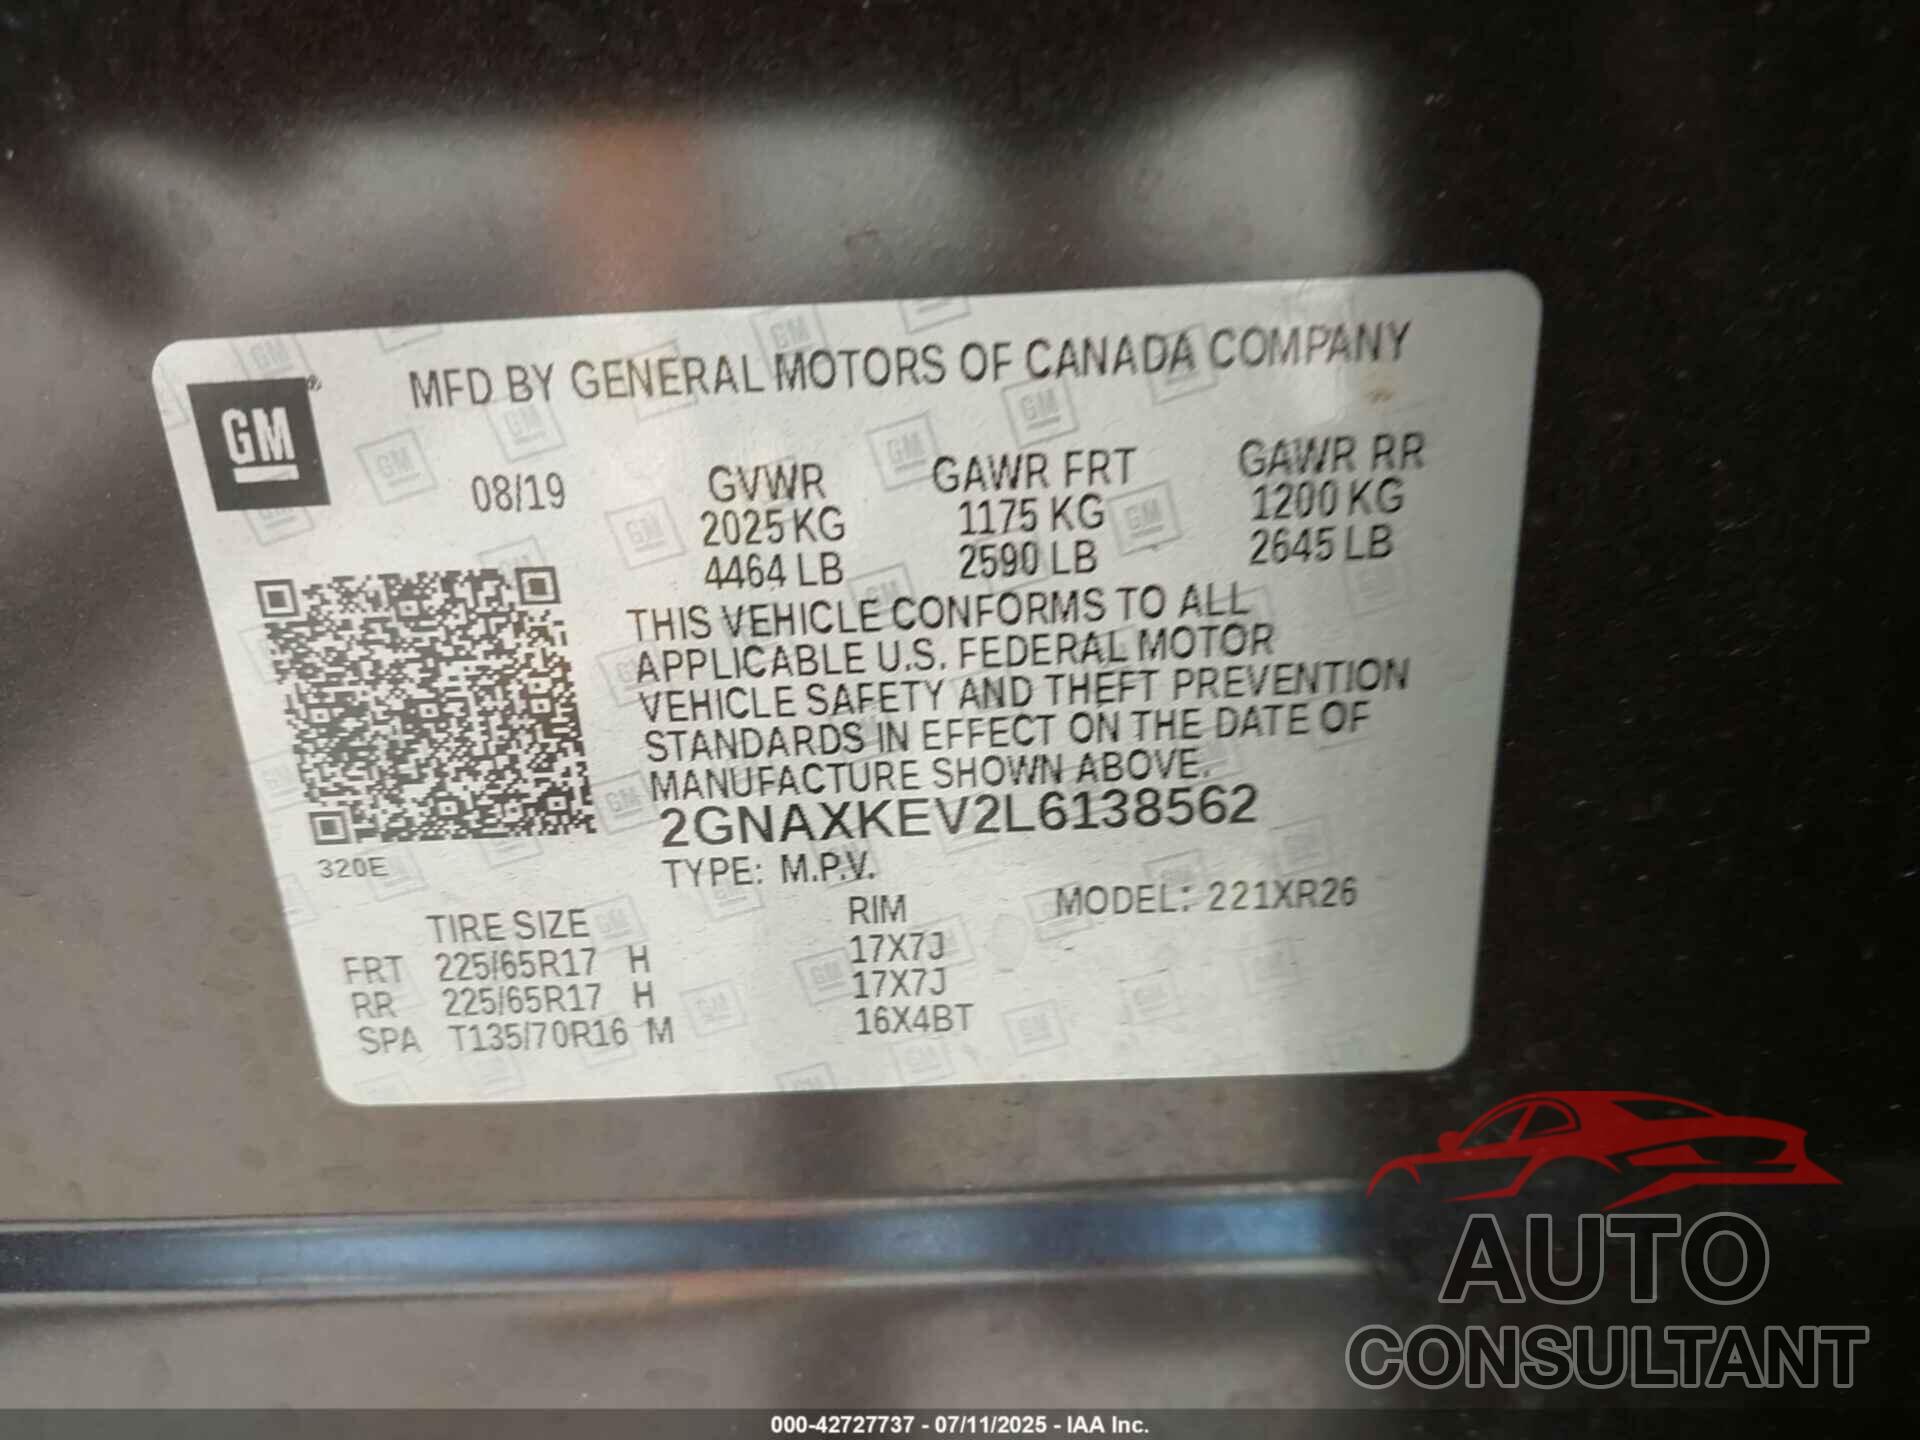 GM
®
MFD BY GENERAL MOTORS OF CANADA COMPANY
08/19
GVWR GAWR FRT GAWR RR
2025 KG 1175 KG 1200 KG
4464 LB 2590 LB 2645 LB
THIS VEHICLE CONFORMS TO ALL
APPLICABLE U.S. FEDERAL MOTOR
VEHICLE SAFETY AND THEFT PREVENTION
STANDARDS IN EFFECT ON THE DATE OF
MANUFACTURE SHOWN ABOVE.
2GNAXKEV2L6138562
320E
TYPE: M.P.V.
MODEL: 221XR26
TIRE SIZE RIM
FRT 225/65R17 H 17X7J
RR 225/65R17 H 17X7J
SPA T135/70R16 M 16X4BT
AUTO
CONSULTANT
000-42727737 - 07/11/2025 - IAA Inc.